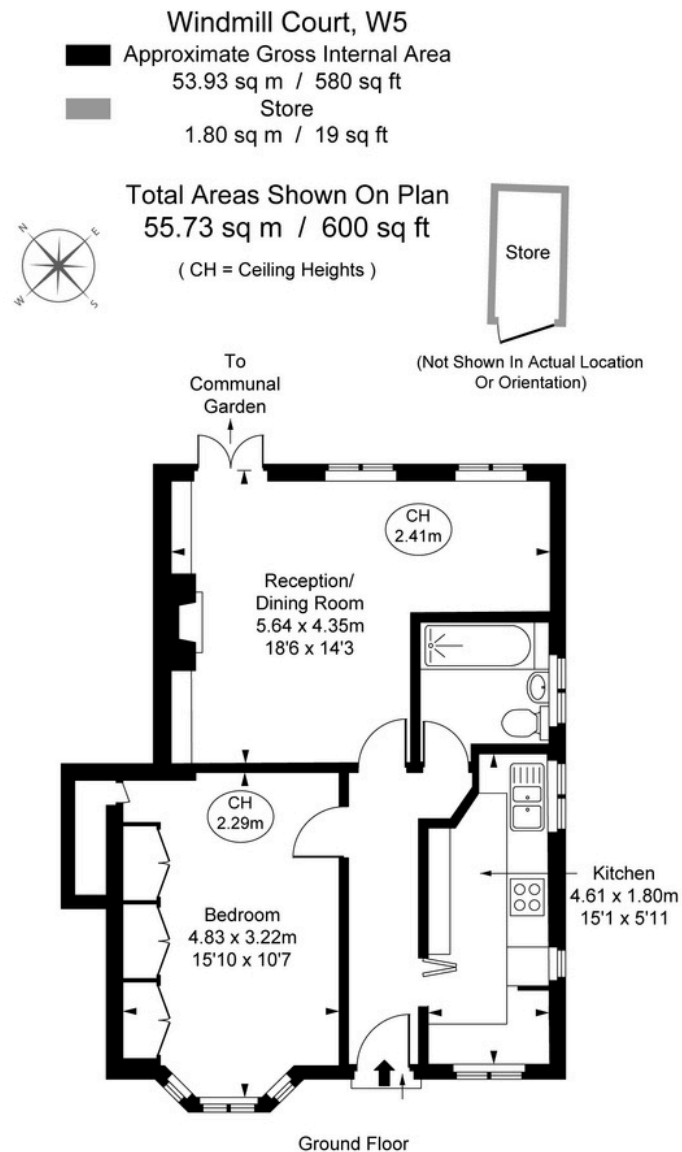 Windmill Court, W5
Approximate Gross Internal Area
53.93 sq m / 580 sq ft
Store
1.80 sq m / 19 sq ft
Total Areas Shown On Plan
55.73 sq m / 600 sq ft
( CH = Ceiling Heights )
N
E
W
S
Store
(Not Shown In Actual Location
Or Orientation)
To
Communal
Garden
CH
2.41m
Reception/
Dining Room
5.64 x 4.35m
18'6 x 14'3
CH
2.29m
Bedroom
4.83 x 3.22m
15'10 x 10'7
Kitchen
4.61 x 1.80m
15'1 x 5'11
Ground Floor